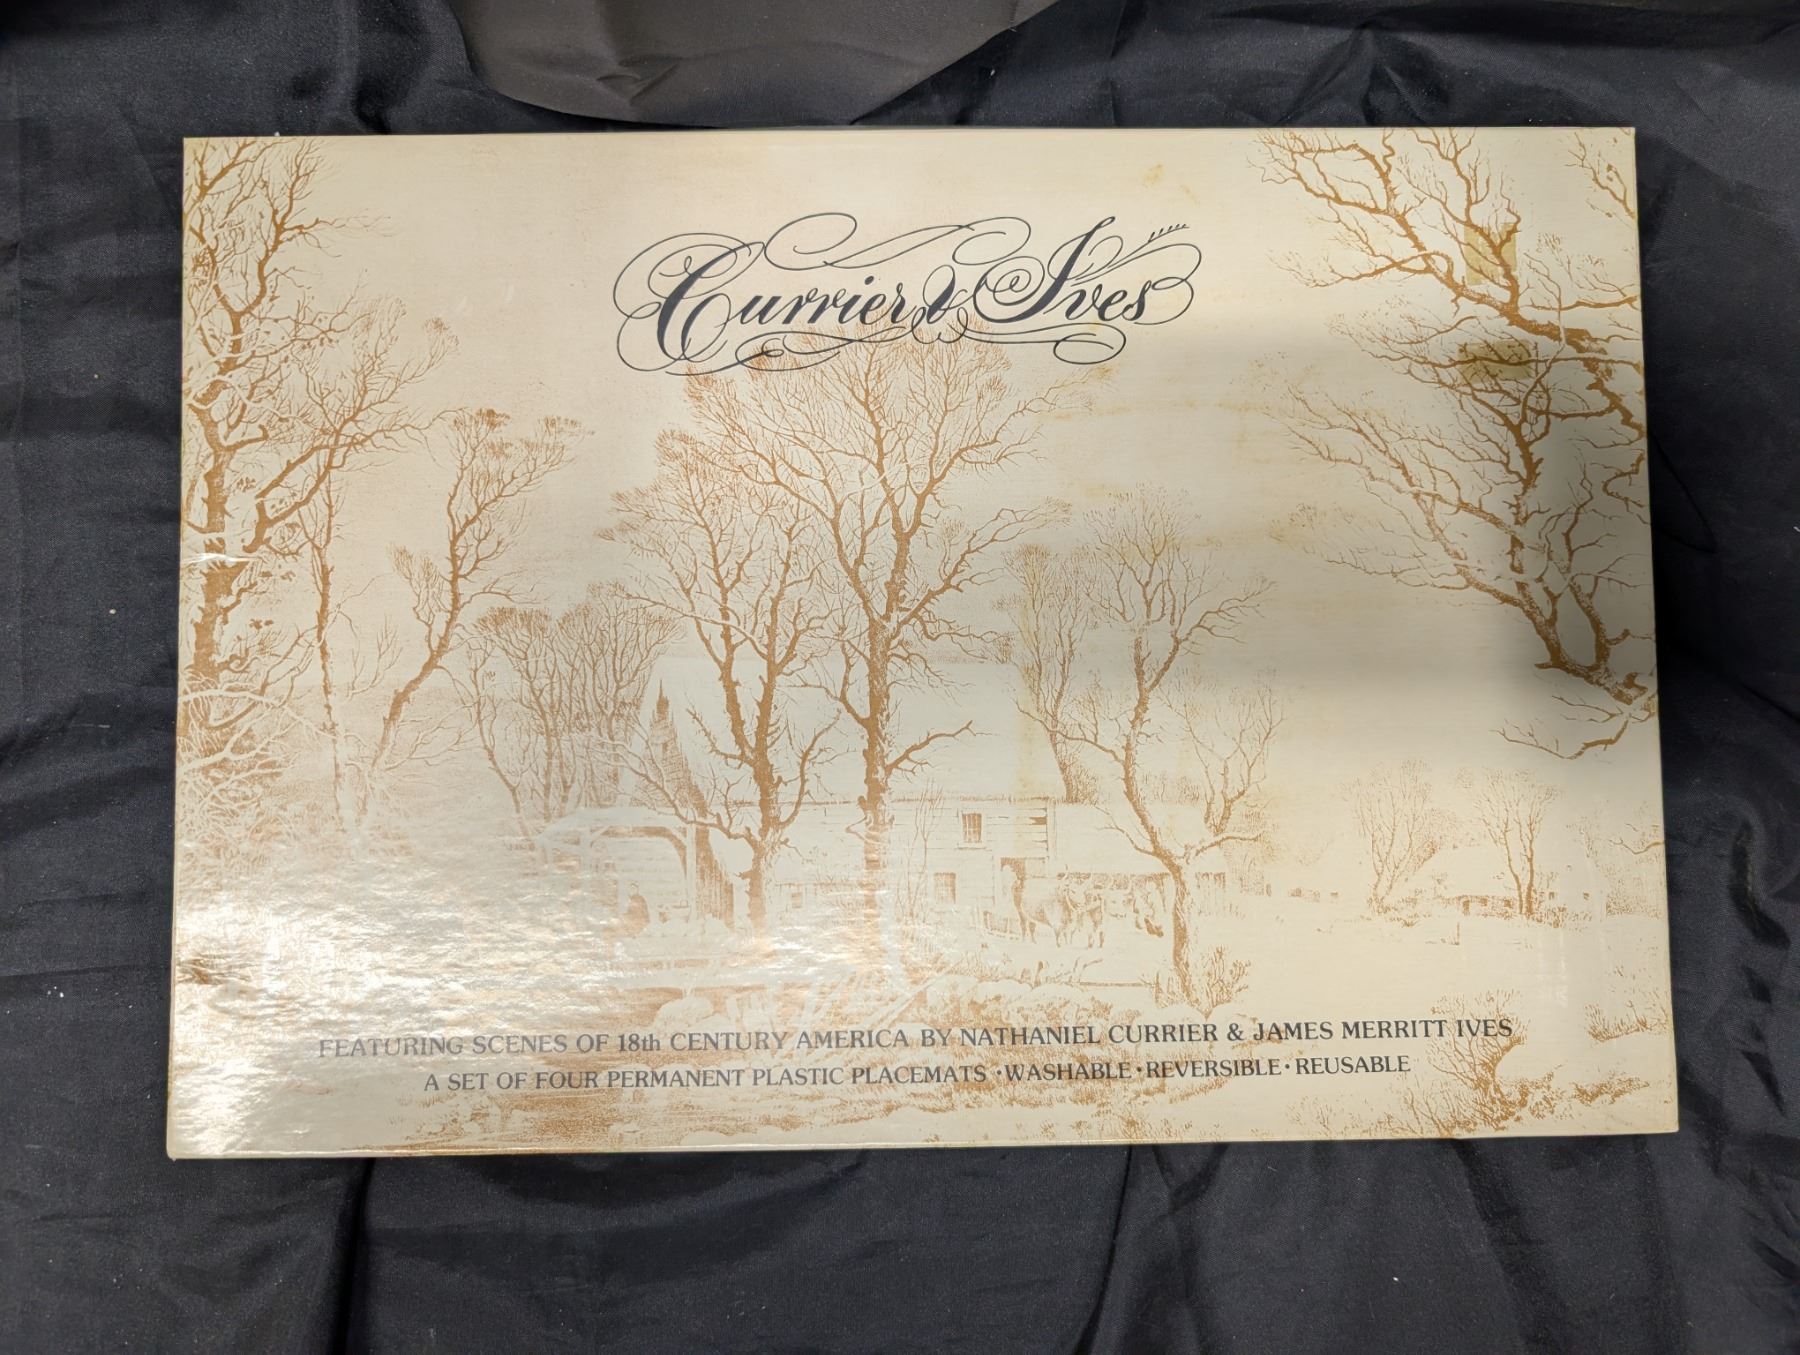 Currier & Ives
FEATURING SCENES OF 18th CENTURY AMERICA BY NATHANIEL CURRIER & JAMES MERRITT IVES
A SET OF FOUR PERMANENT PLASTIC PLACEMATS · WASHABLE · REVERSIBLE · REUSABLE